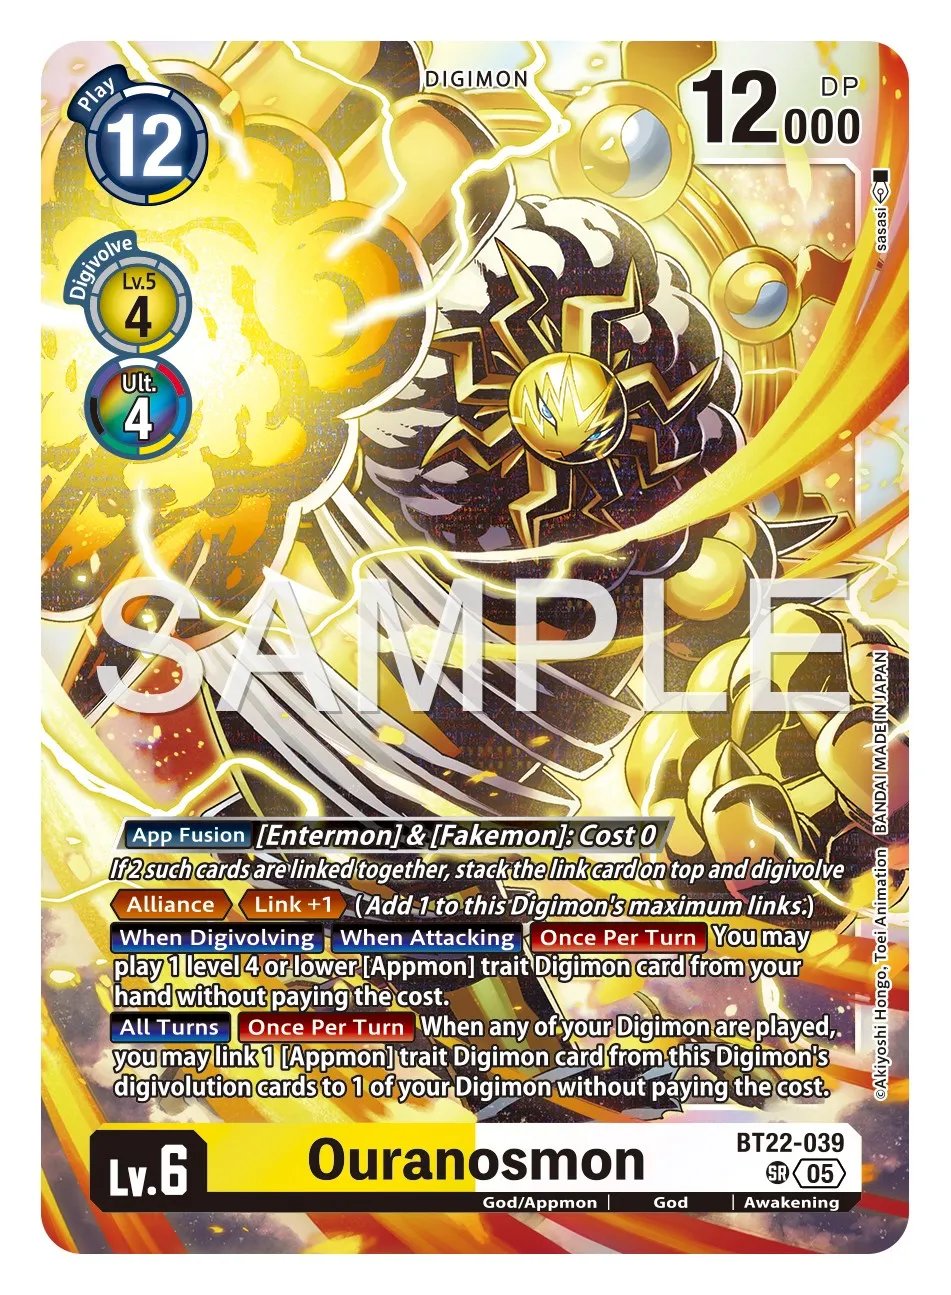 DIGIMON
Play
12
12000 DP
Digivolve
Lv.5
4
Ult.
4
sasasi
SAMPLE
App Fusion [Entermon] & [Fakemon]: Cost 0
If 2 such cards are linked together, stack the link card on top and digivolve
Alliance Link +1 (Add 1 to this Digimon's maximum links.)
When Digivolving When Attacking Once Per Turn You may
play 1 level 4 or lower [Appmon] trait Digimon card from your
hand without paying the cost.
All Turns Once Per Turn When any of your Digimon are played,
you may link 1 [Appmon] trait Digimon card from this Digimon's
digivolution cards to 1 of your Digimon without paying the cost.
©Akiyoshi Hongo, Toei Animation BANDAI MADE IN JAPAN
Lv.6
Ouranosmon
BT22-039
SR 05
God/Appmon | God | Awakening